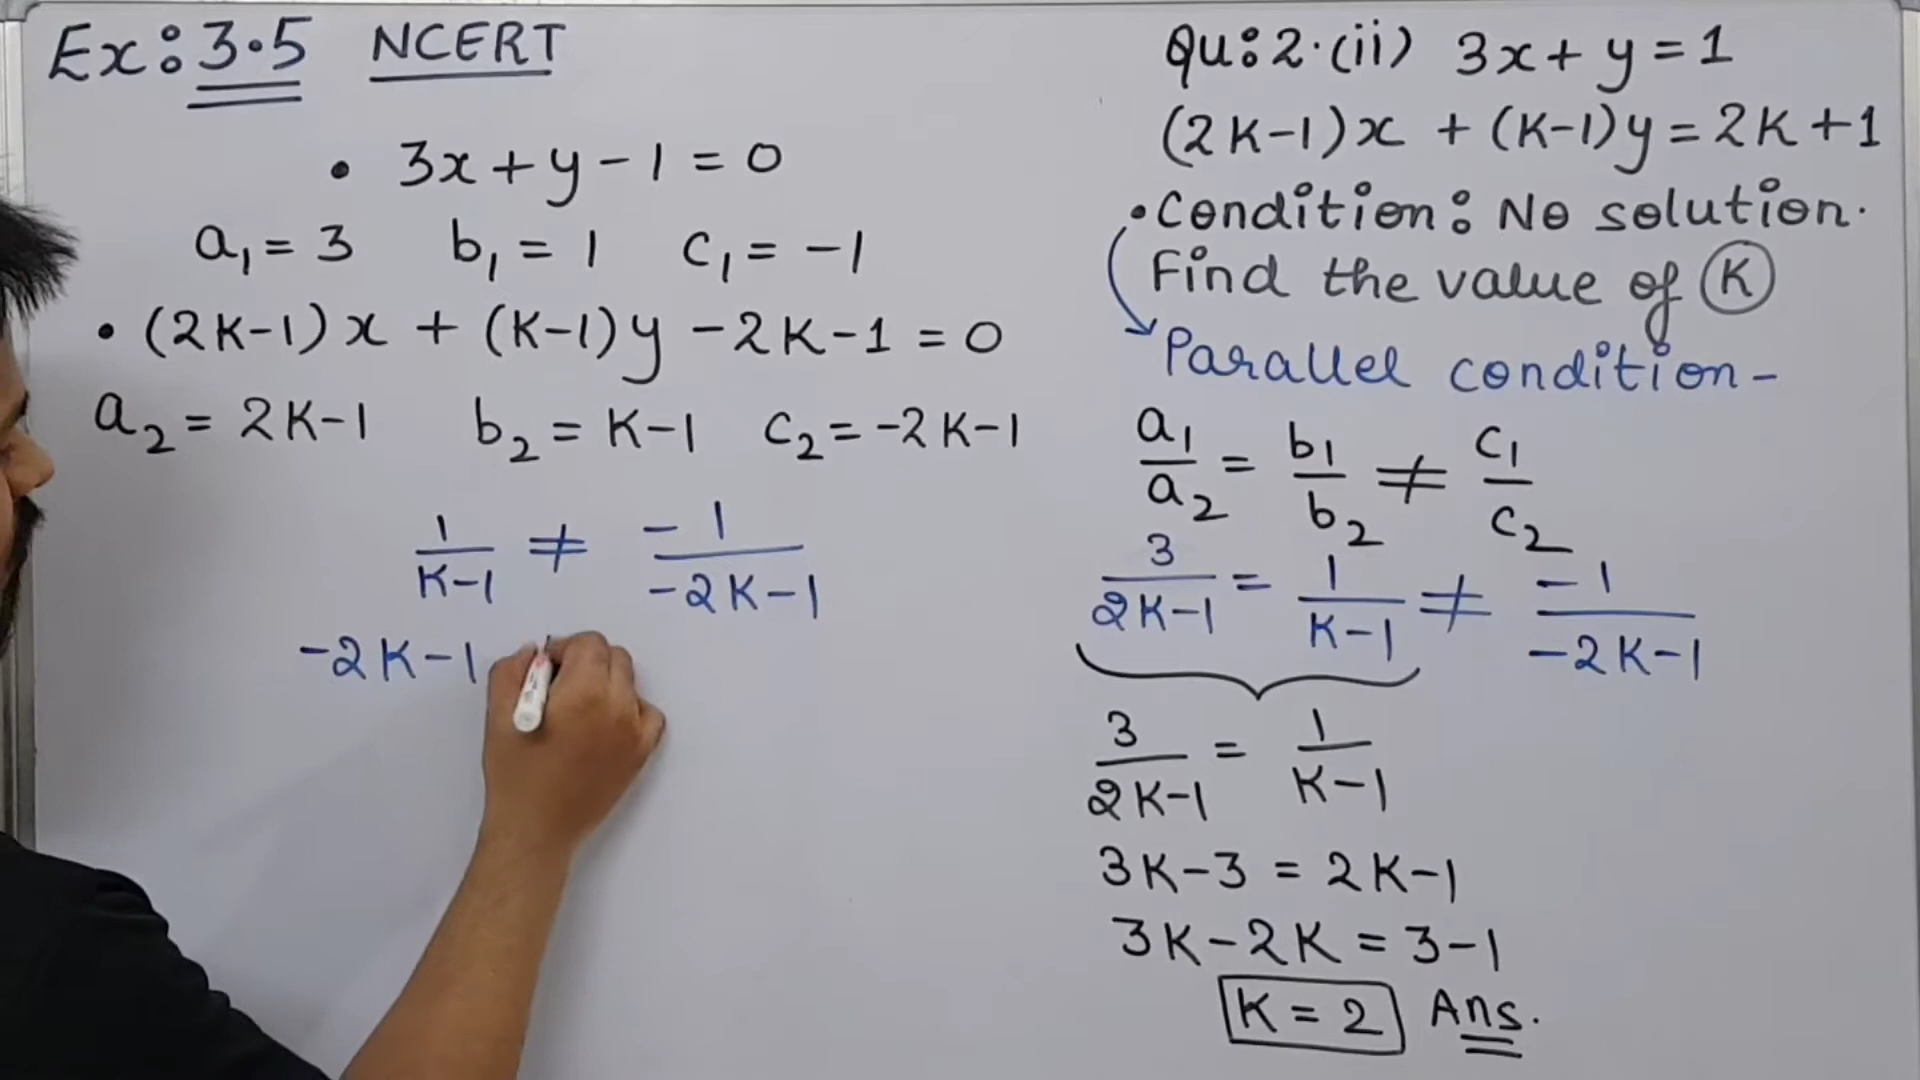 Ex: 3.5 NCERT
• 3x + y - 1 = 0
a₁ = 3 b₁ = 1 c₁ = -1
• (2K-1)x + (K-1)y - 2K - 1 = 0
a₂ = 2K-1 b₂ = K-1 c₂ = -2K-1
1/(K-1) ≠ -1/(-2K-1)
-2K-1
Qu: 2.(ii) 3x + y = 1
(2K-1)x + (K-1)y = 2K+1
• Condition: No solution.
Find the value of K
Parallel condition-
a₁/a₂ = b₁/b₂ ≠ c₁/c₂
3/(2K-1) = 1/(K-1) ≠ -1/(-2K-1)
3/(2K-1) = 1/(K-1)
3K-3 = 2K-1
3K-2K = 3-1
K = 2 Ans.